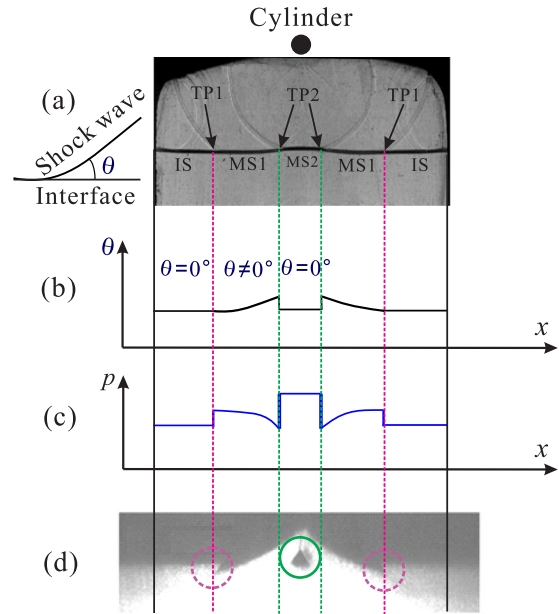 Cylinder
(a)
TP1 TP2 TP1
Shock wave
θ
Interface
IS MS1 MS2 MS1 IS
θ
θ=0° θ≠0° θ=0°
(b)
x
p
(c)
x
(d)